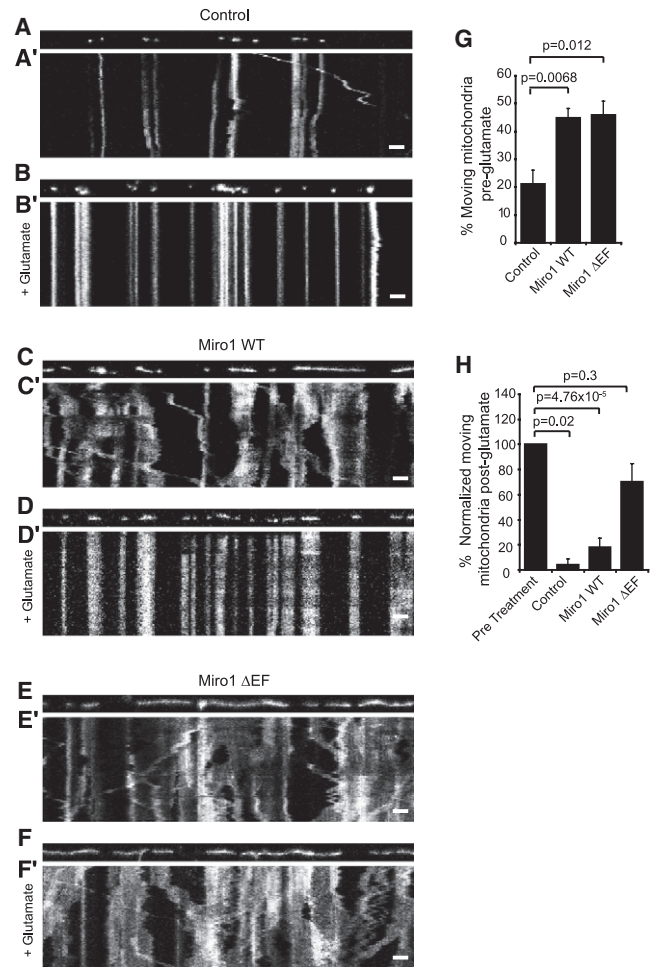 Control
A
A'
B
B'
+ Glutamate
Miro1 WT
C
C'
D
D'
+ Glutamate
Miro1 ΔEF
E
E'
F
F'
+ Glutamate
G
p=0.012
p=0.0068
% Moving mitochondria
pre-glutamate
60
50
40
30
20
10
0
Control
Miro1 WT
Miro1 ΔEF
H
p=0.3
p=4.76x10⁻⁵
p=0.02
% Normalized moving
mitochondria post-glutamate
140
120
100
80
60
40
20
0
Pre Treatment
Control
Miro1 WT
Miro1 ΔEF